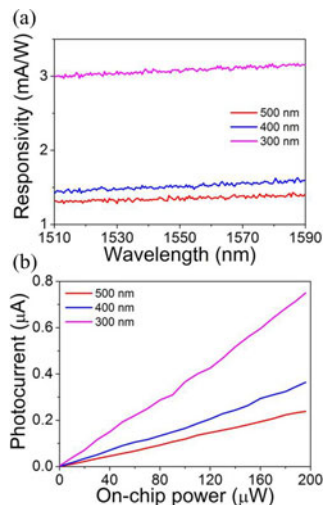 (a)
Responsivity (mA/W)
3
2
1
500 nm
400 nm
300 nm
1510 1530 1550 1570 1590
Wavelength (nm)
(b)
Photocurrent (μA)
0.8
0.6
0.4
0.2
0.0
500 nm
400 nm
300 nm
0 40 80 120 160 200
On-chip power (μW)